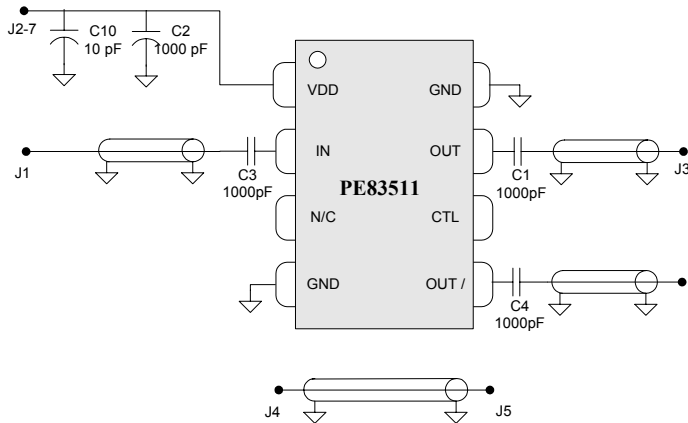 J2-7
C10
10 pF
C2
1000 pF
VDD
GND
J1
C3
1000pF
IN
OUT
C1
1000pF
J3
PE83511
N/C
CTL
GND
OUT /
C4
1000pF
J4
J5